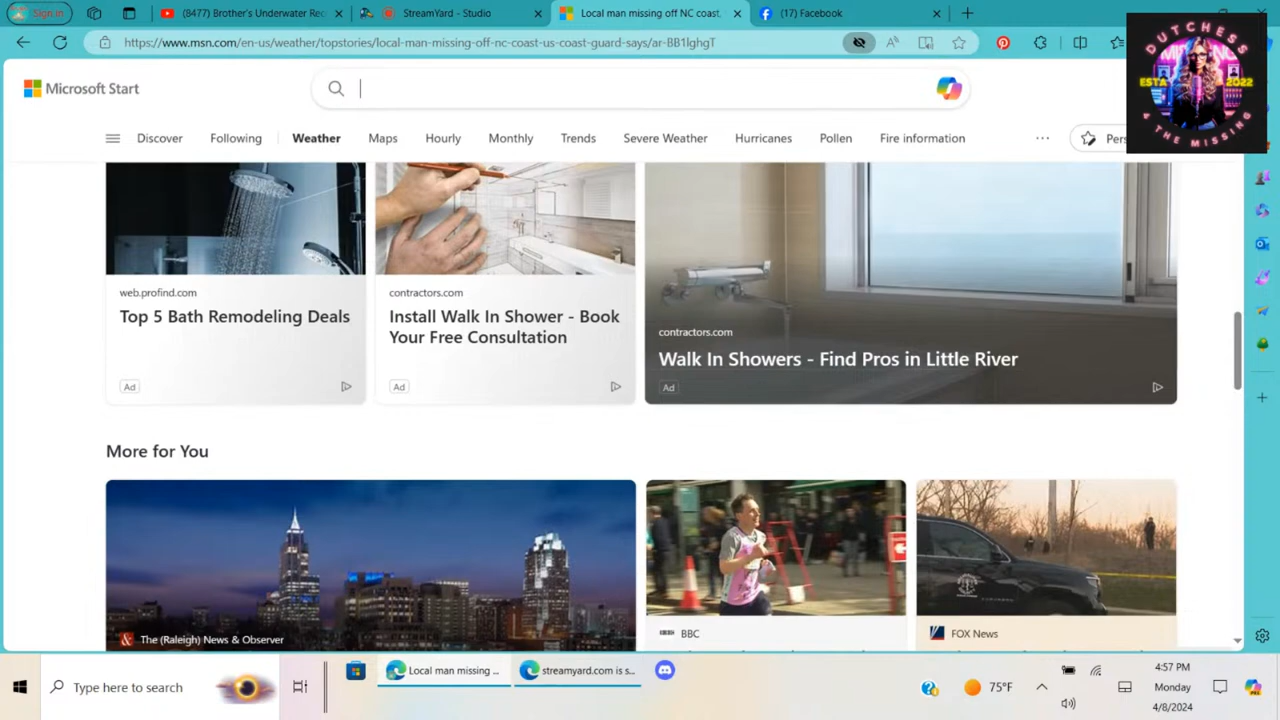 Sign in
(8477) Brother's Underwater Rec
StreamYard - Studio
Local man missing off NC coast,
(17) Facebook
https://www.msn.com/en-us/weather/topstories/local-man-missing-off-nc-coast-us-coast-guard-says/ar-BB1lghgT
DUTCHESS
ESTA 2022
& THE MISSING
Microsoft Start
Discover
Following
Weather
Maps
Hourly
Monthly
Trends
Severe Weather
Hurricanes
Pollen
Fire information
Pers
web.profind.com
Top 5 Bath Remodeling Deals
Ad
contractors.com
Install Walk In Shower - Book
Your Free Consultation
Ad
contractors.com
Walk In Showers - Find Pros in Little River
Ad
More for You
The (Raleigh) News & Observer
BBC
BBC
FOX News
Type here to search
Local man missing ...
streamyard.com is s...
75°F
4:57 PM
Monday
4/8/2024